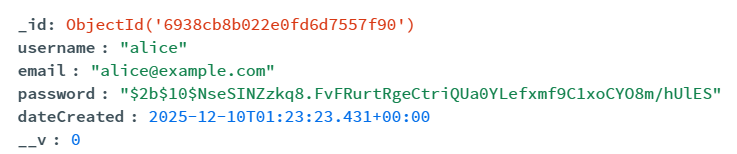 _id: ObjectId('6938cb8b022e0fd6d7557f90')
username : "alice"
email : "alice@example.com"
password : "$2b$10$NseSINZzkq8.FvFRurtRgeCtriQUa0YLefxmf9C1xoCYO8m/hUlES"
dateCreated : 2025-12-10T01:23:23.431+00:00
__v : 0